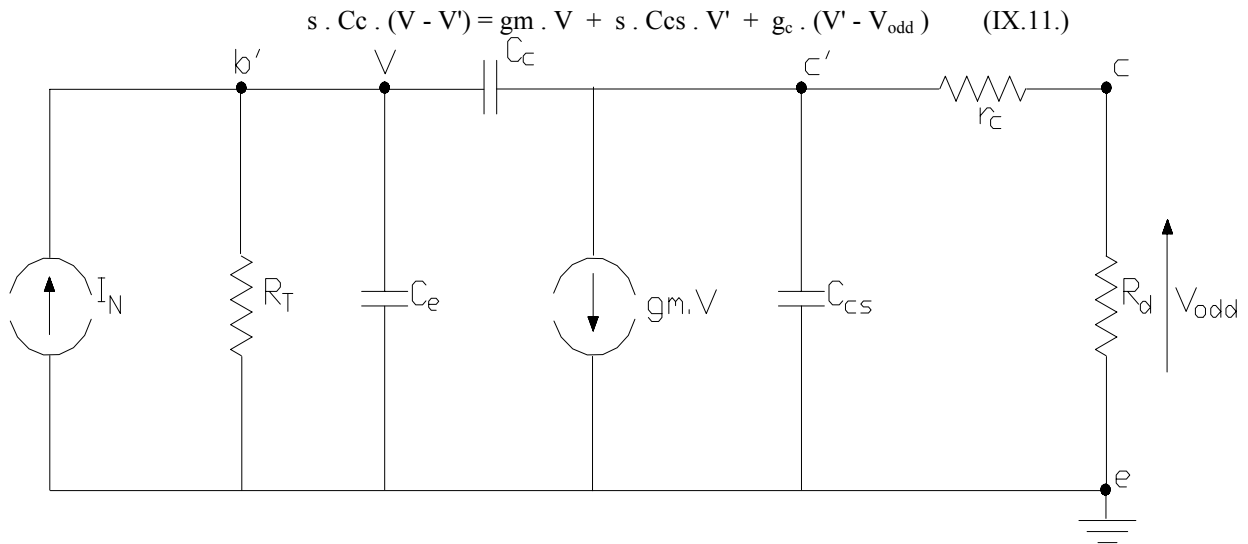 s . Cc . (V - V') = gm . V + s . Ccs . V' + gc . (V' - Vodd ) (IX.11.)
b' V Cc c' c
rc
IN RT Ce gm.V Ccs Rd Vodd
e